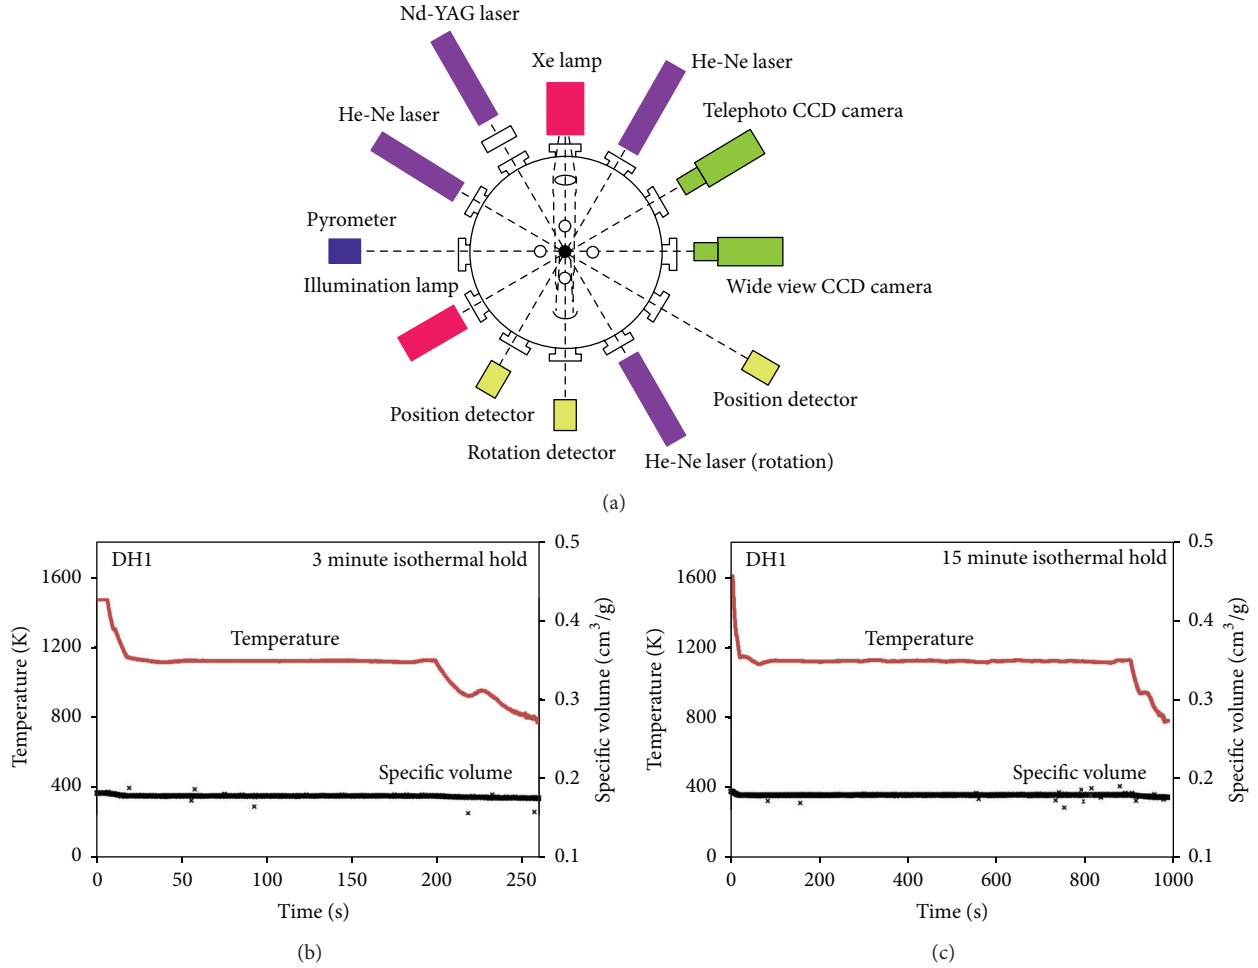 Nd-YAG laser
Xe lamp
He-Ne laser
Telephoto CCD camera
He-Ne laser
Pyrometer
Illumination lamp
Wide view CCD camera
Position detector
Position detector
Rotation detector
He-Ne laser (rotation)
(a)
DH1
3 minute isothermal hold
Temperature
Specific volume
Temperature (K)
1600
1200
800
400
0
Specific volume (cm³/g)
0.5
0.4
0.3
0.2
0.1
0 50 100 150 200 250
Time (s)
(b)
DH1
15 minute isothermal hold
Temperature
Specific volume
Temperature (K)
1600
1200
800
400
0
Specific volume (cm³/g)
0.5
0.4
0.3
0.2
0.1
0 200 400 600 800 1000
Time (s)
(c)